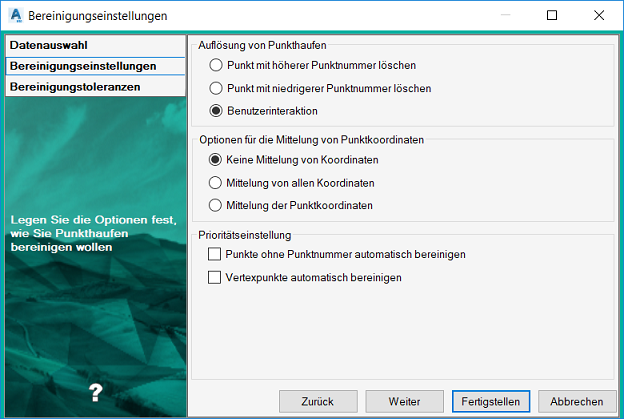 Bereinigungseinstellungen
Datenauswahl
Bereinigungseinstellungen
Bereinigungstoleranzen
Legen Sie die Optionen fest,
wie Sie Punkthaufen
bereinigen wollen
?
Auflösung von Punkthaufen
Punkt mit höherer Punktnummer löschen
Punkt mit niedrigerer Punktnummer löschen
Benutzerinteraktion
Optionen für die Mittelung von Punktkoordinaten
Keine Mittelung von Koordinaten
Mittelung von allen Koordinaten
Mittelung der Punktkoordinaten
Prioritätseinstellung
Punkte ohne Punktnummer automatisch bereinigen
Vertexpunkte automatisch bereinigen
Zurück Weiter Fertigstellen Abbrechen